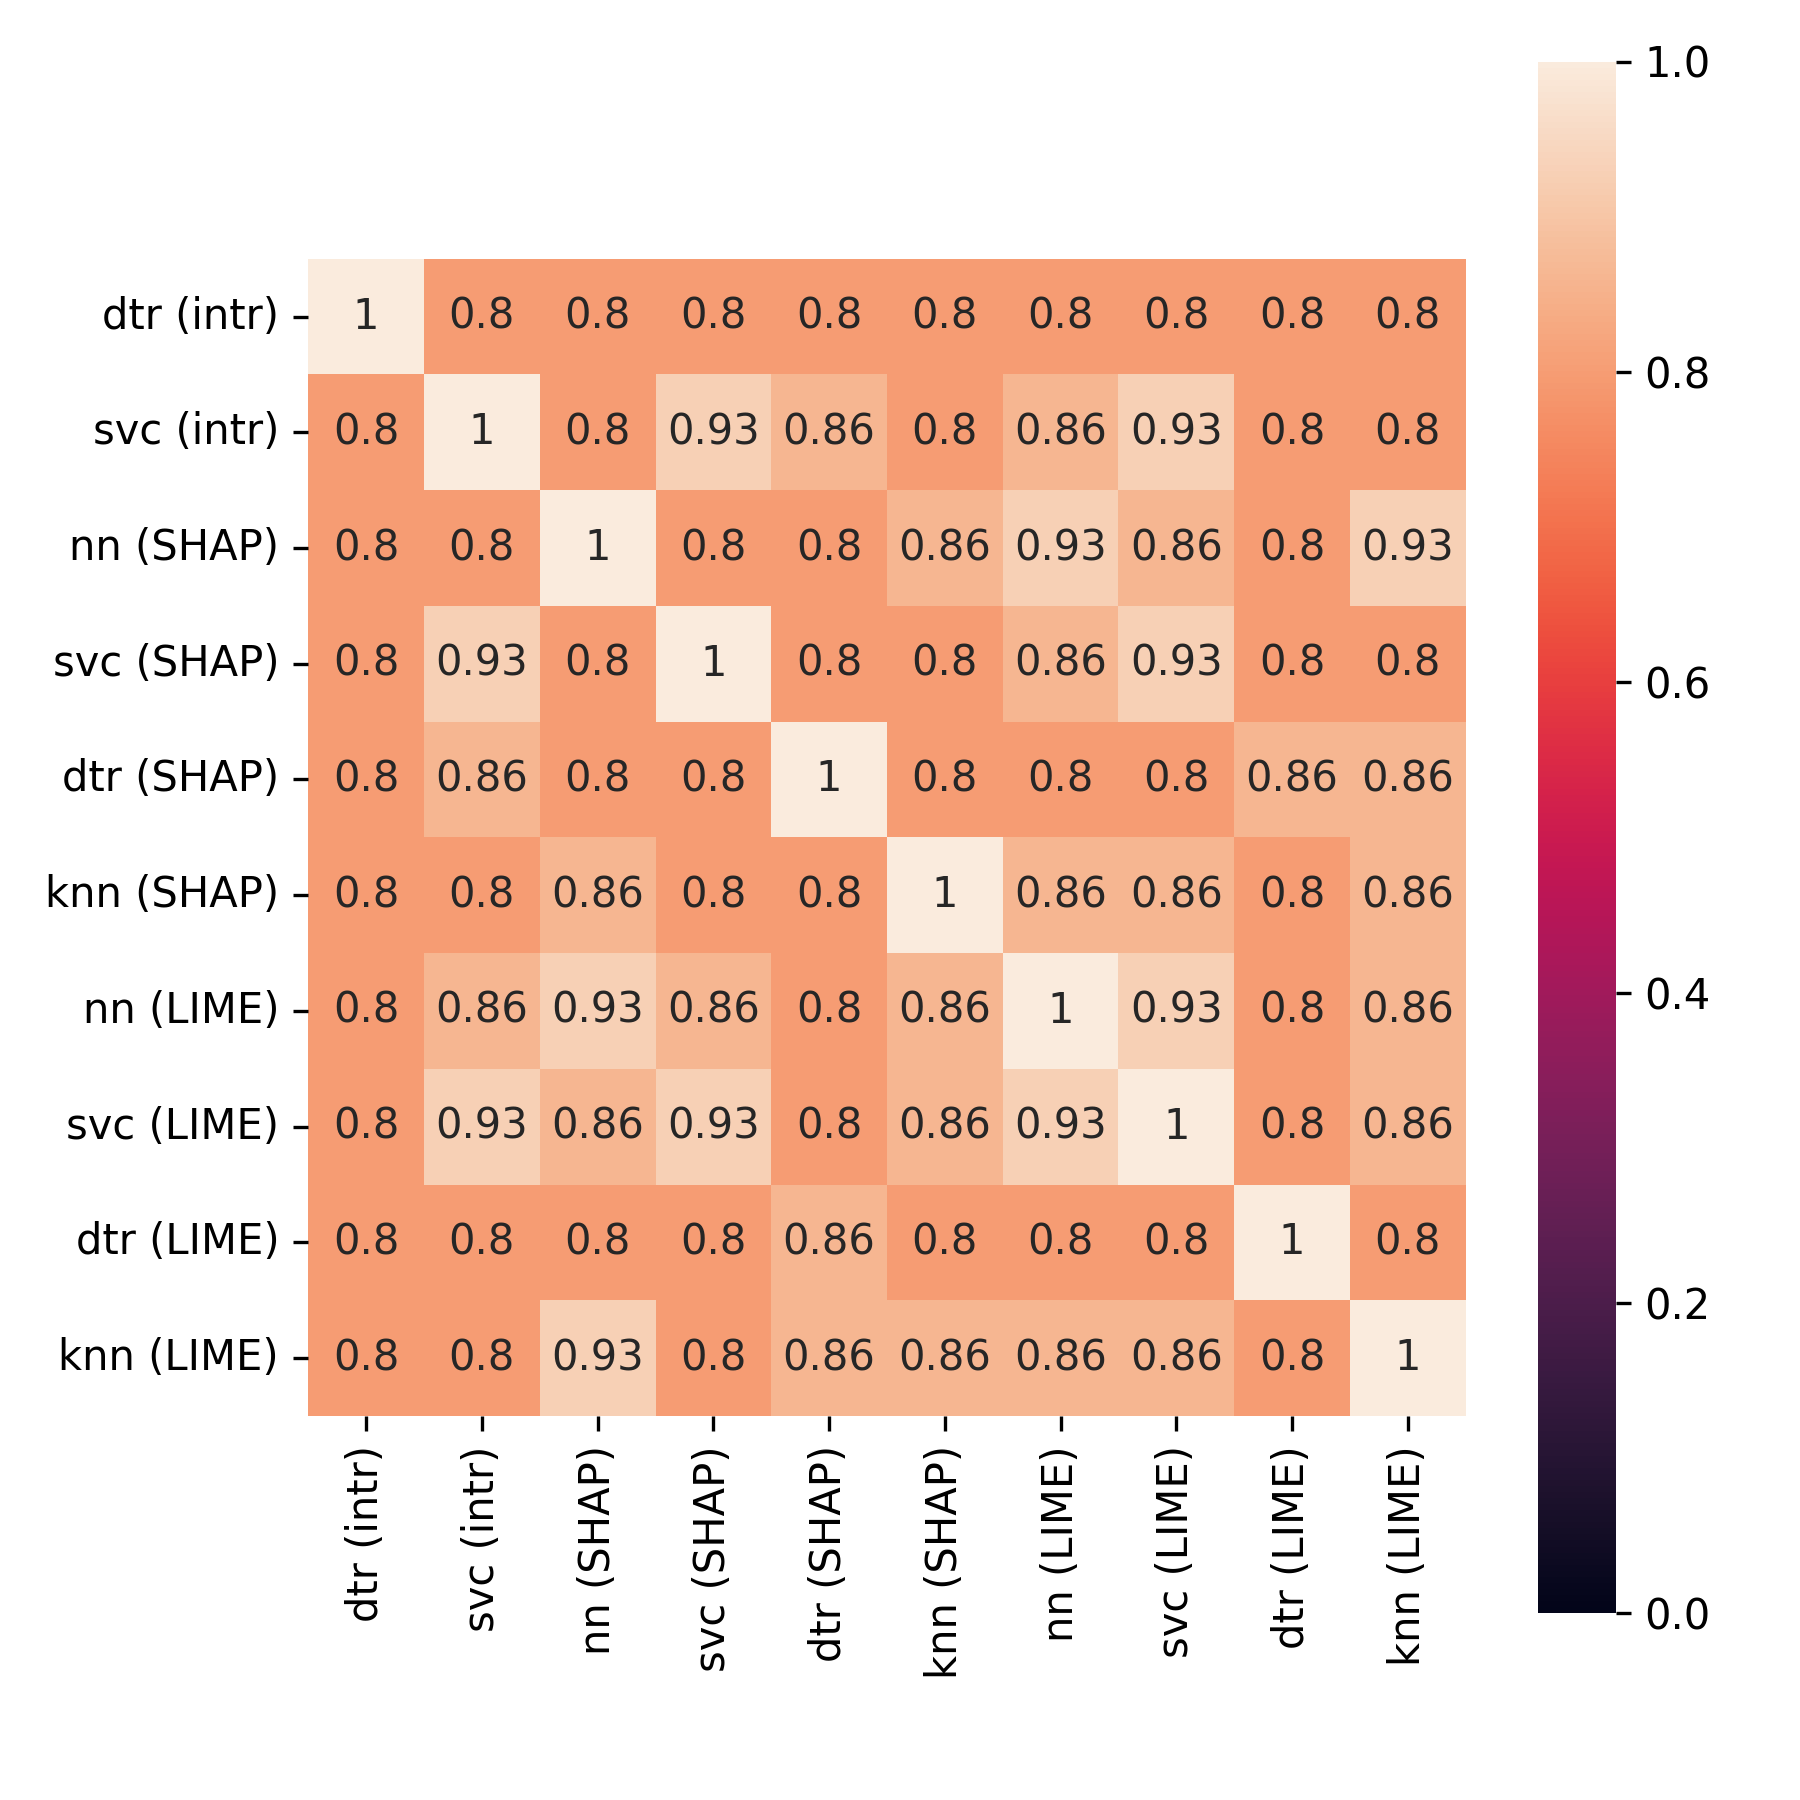 1.0
dtr (intr) 1 0.8 0.8 0.8 0.8 0.8 0.8 0.8 0.8 0.8
0.8
svc (intr) 0.8 1 0.8 0.93 0.86 0.8 0.86 0.93 0.8 0.8
nn (SHAP) 0.8 0.8 1 0.8 0.8 0.86 0.93 0.86 0.8 0.93
svc (SHAP) 0.8 0.93 0.8 1 0.8 0.8 0.86 0.93 0.8 0.8
0.6
dtr (SHAP) 0.8 0.86 0.8 0.8 1 0.8 0.8 0.8 0.86 0.86
knn (SHAP) 0.8 0.8 0.86 0.8 0.8 1 0.86 0.86 0.8 0.86
0.4
nn (LIME) 0.8 0.86 0.93 0.86 0.8 0.86 1 0.93 0.8 0.86
svc (LIME) 0.8 0.93 0.86 0.93 0.8 0.86 0.93 1 0.8 0.86
dtr (LIME) 0.8 0.8 0.8 0.8 0.86 0.8 0.8 0.8 1 0.8
0.2
knn (LIME) 0.8 0.8 0.93 0.8 0.86 0.86 0.86 0.86 0.8 1
0.0
dtr (intr)
svc (intr)
nn (SHAP)
svc (SHAP)
dtr (SHAP)
knn (SHAP)
nn (LIME)
svc (LIME)
dtr (LIME)
knn (LIME)